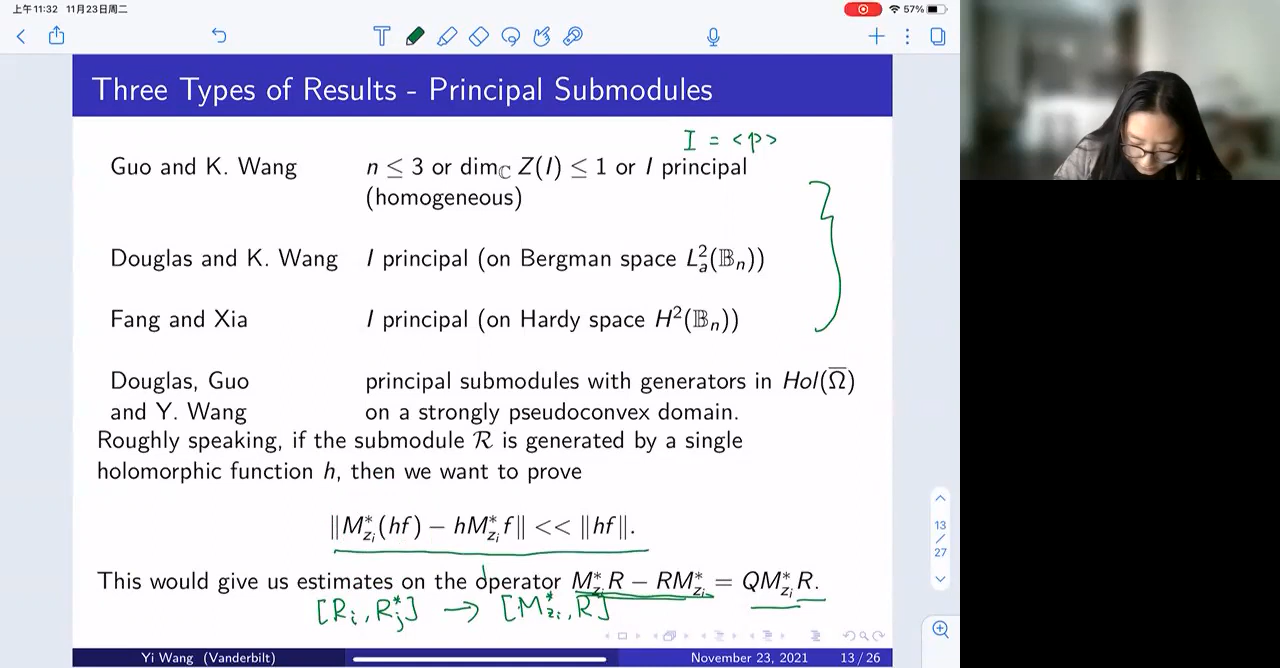 上午11:32 11月23日周二
57%
Three Types of Results - Principal Submodules
I = <p>
Guo and K. Wang n ≤ 3 or dim_ℂ Z(I) ≤ 1 or I principal
(homogeneous)
Douglas and K. Wang I principal (on Bergman space L²ₐ(𝔹ₙ))
Fang and Xia I principal (on Hardy space H²(𝔹ₙ))
Douglas, Guo principal submodules with generators in Hol(Ω̅)
and Y. Wang on a strongly pseudoconvex domain.
Roughly speaking, if the submodule ℛ is generated by a single
holomorphic function h, then we want to prove
‖M*_{z_i}(hf) − hM*_{z_i}f‖ << ‖hf‖.
This would give us estimates on the operator M*_{z_i}R − RM*_{z_i} = QM*_{z_i}R.
[R_i, R_j*] → [M*_{z_i}, R]
Yi Wang (Vanderbilt) November 23, 2021 13 / 26
13
/
27